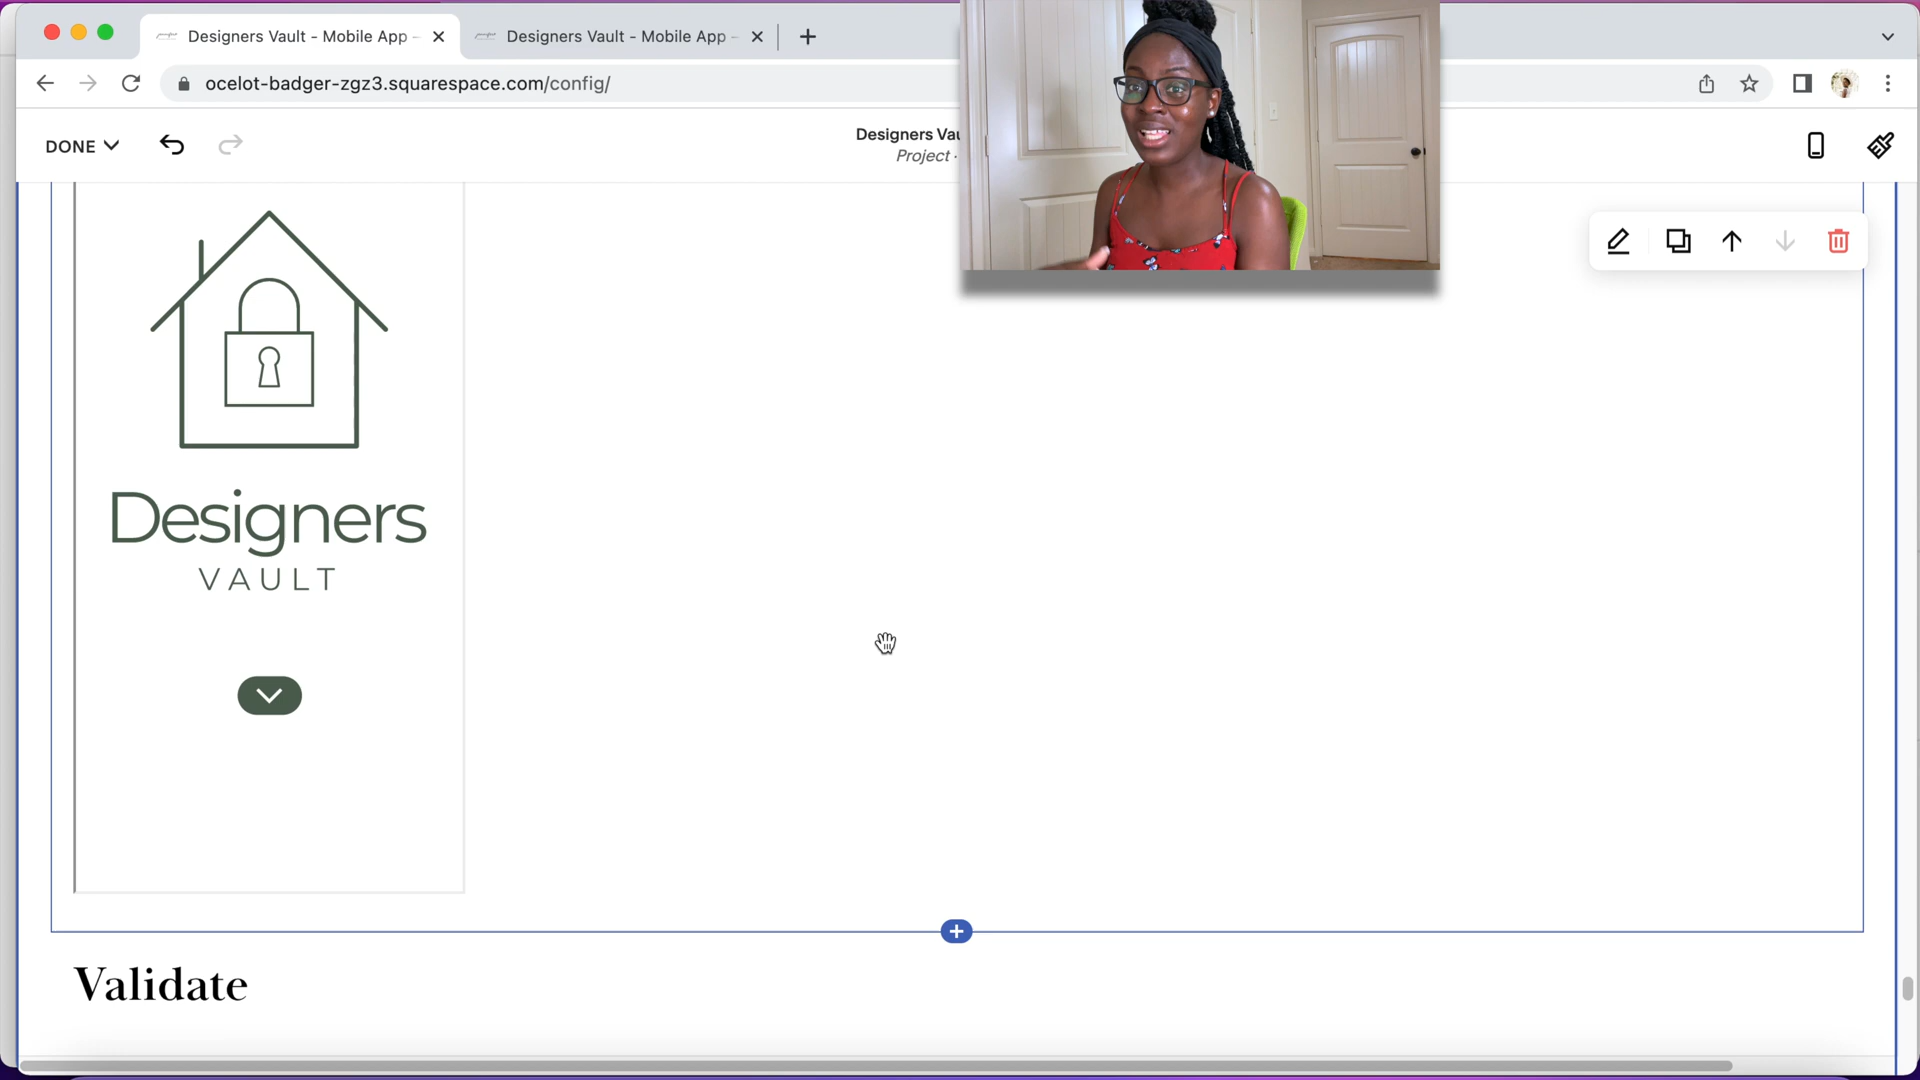 Designers Vault - Mobile App -
Designers Vault - Mobile App -
ocelot-badger-zgz3.squarespace.com/config/
DONE
Designers Vau
Project ·
Designers
VAULT
Validate